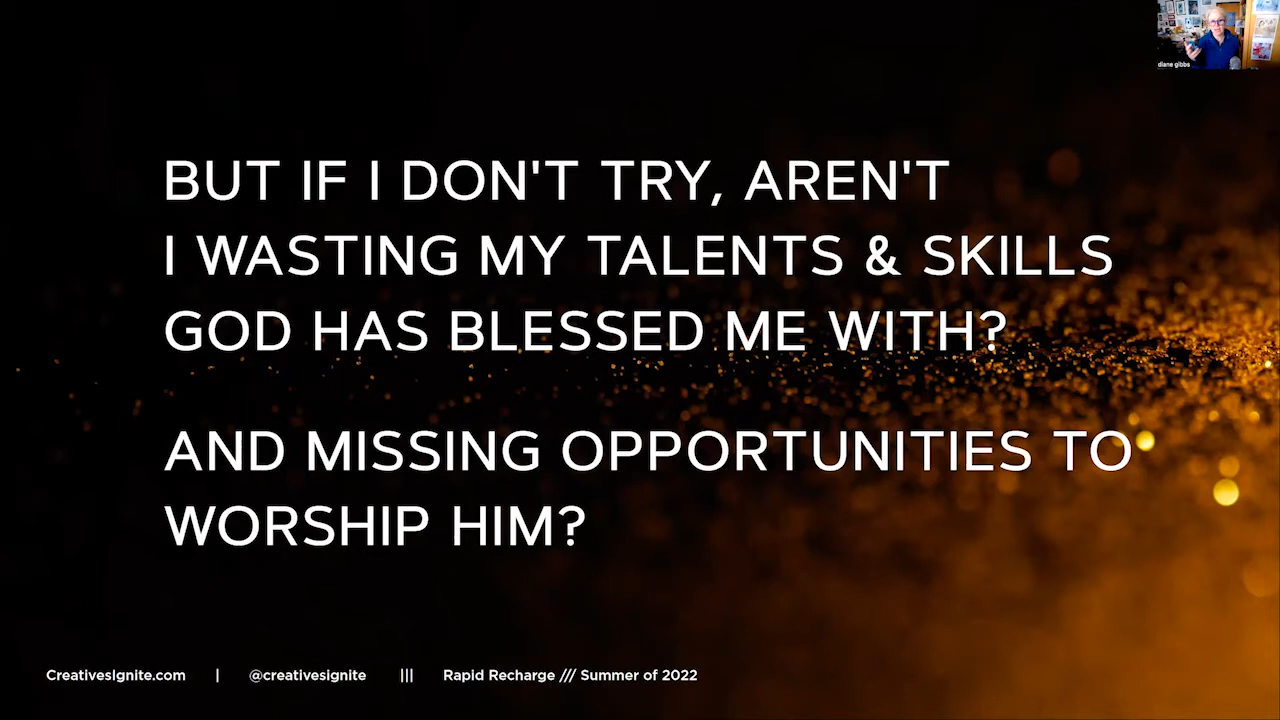 diane gibbs
BUT IF I DON'T TRY, AREN'T
I WASTING MY TALENTS & SKILLS
GOD HAS BLESSED ME WITH?
AND MISSING OPPORTUNITIES TO
WORSHIP HIM?
CreativesIgnite.com | @creativesignite ||| Rapid Recharge /// Summer of 2022